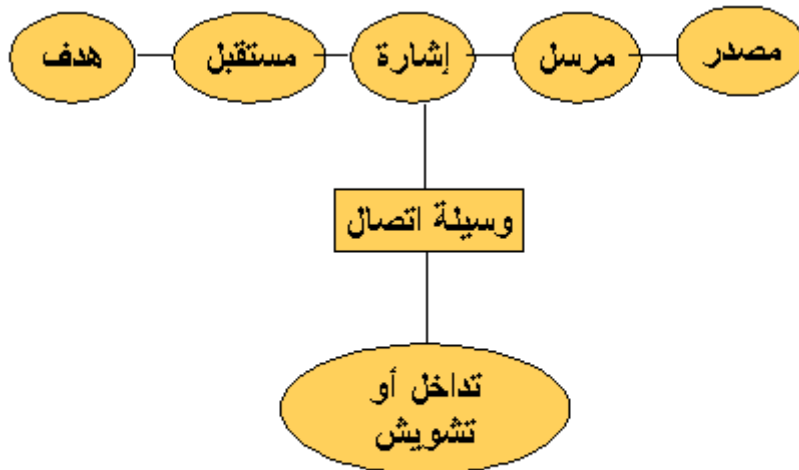 مصدر
مرسل
إشارة
مستقبل
هدف
وسيلة اتصال
تداخل أو
تشويش